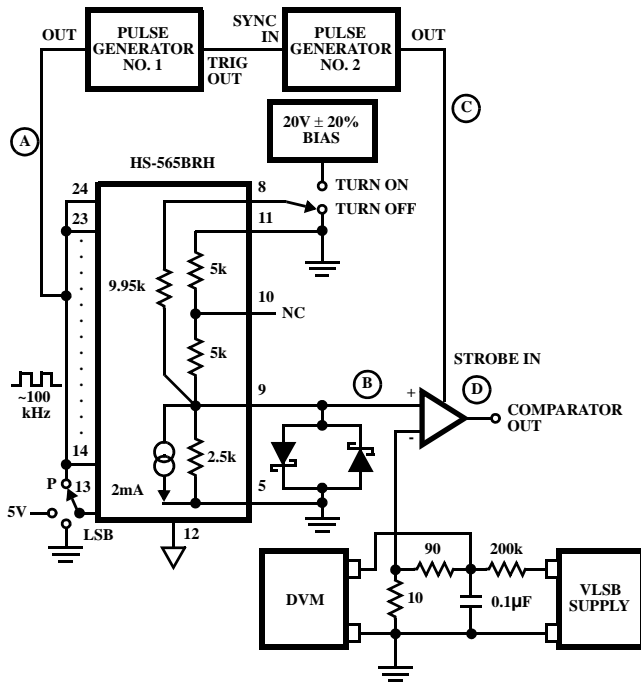 OUT
PULSE
GENERATOR
NO. 1
TRIG
OUT
SYNC
IN
PULSE
GENERATOR
NO. 2
OUT
A
C
20V ± 20%
BIAS
HS-565BRH
TURN ON
TURN OFF
24
23
8
11
5k
9.95k
10
NC
5k
9
B
STROBE IN
D
+
-
COMPARATOR
OUT
~100
kHz
14
P
13
5V
LSB
2mA
2.5k
5
12
DVM
90
200k
10
0.1µF
VLSB
SUPPLY